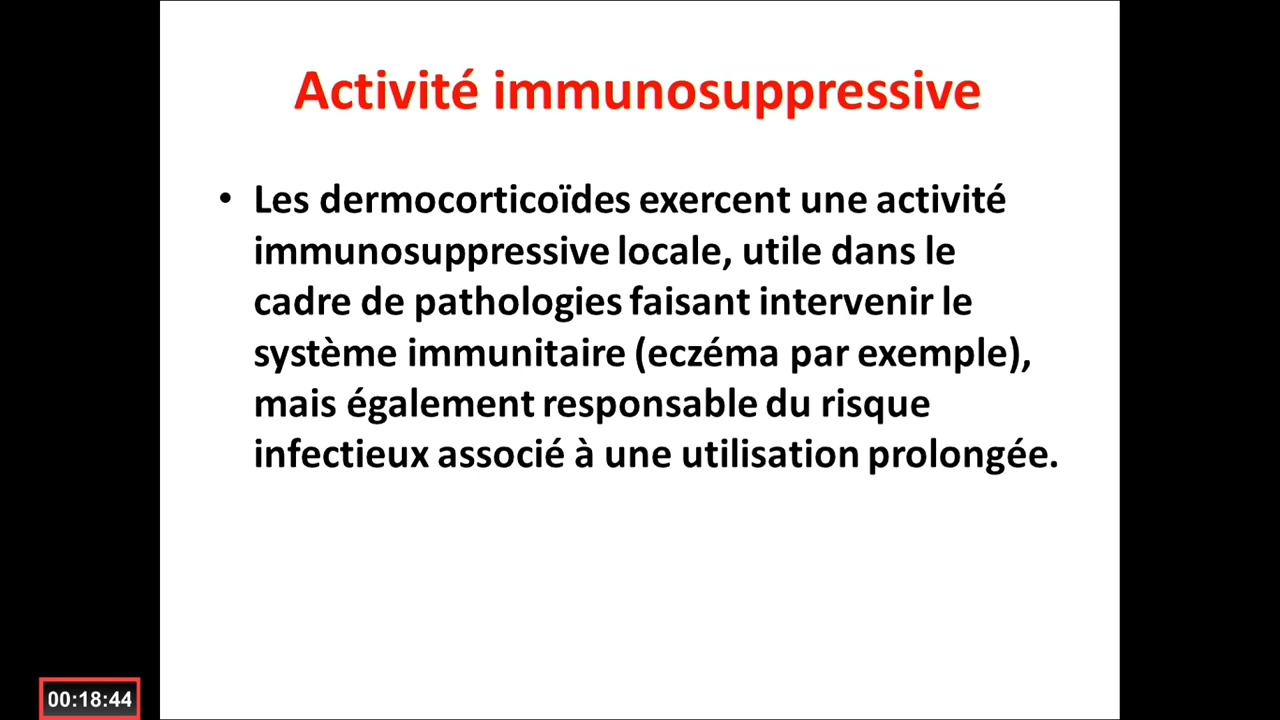 Activité immunosuppressive
• Les dermocorticoïdes exercent une activité
immunosuppressive locale, utile dans le
cadre de pathologies faisant intervenir le
système immunitaire (eczéma par exemple),
mais également responsable du risque
infectieux associé à une utilisation prolongée.
00:18:44